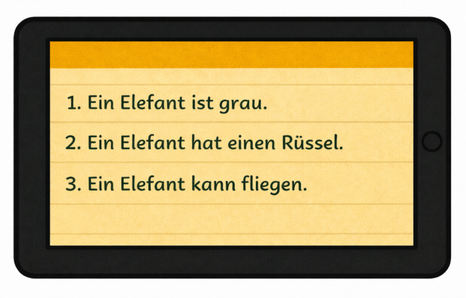 1. Ein Elefant ist grau.
2. Ein Elefant hat einen Rüssel.
3. Ein Elefant kann fliegen.